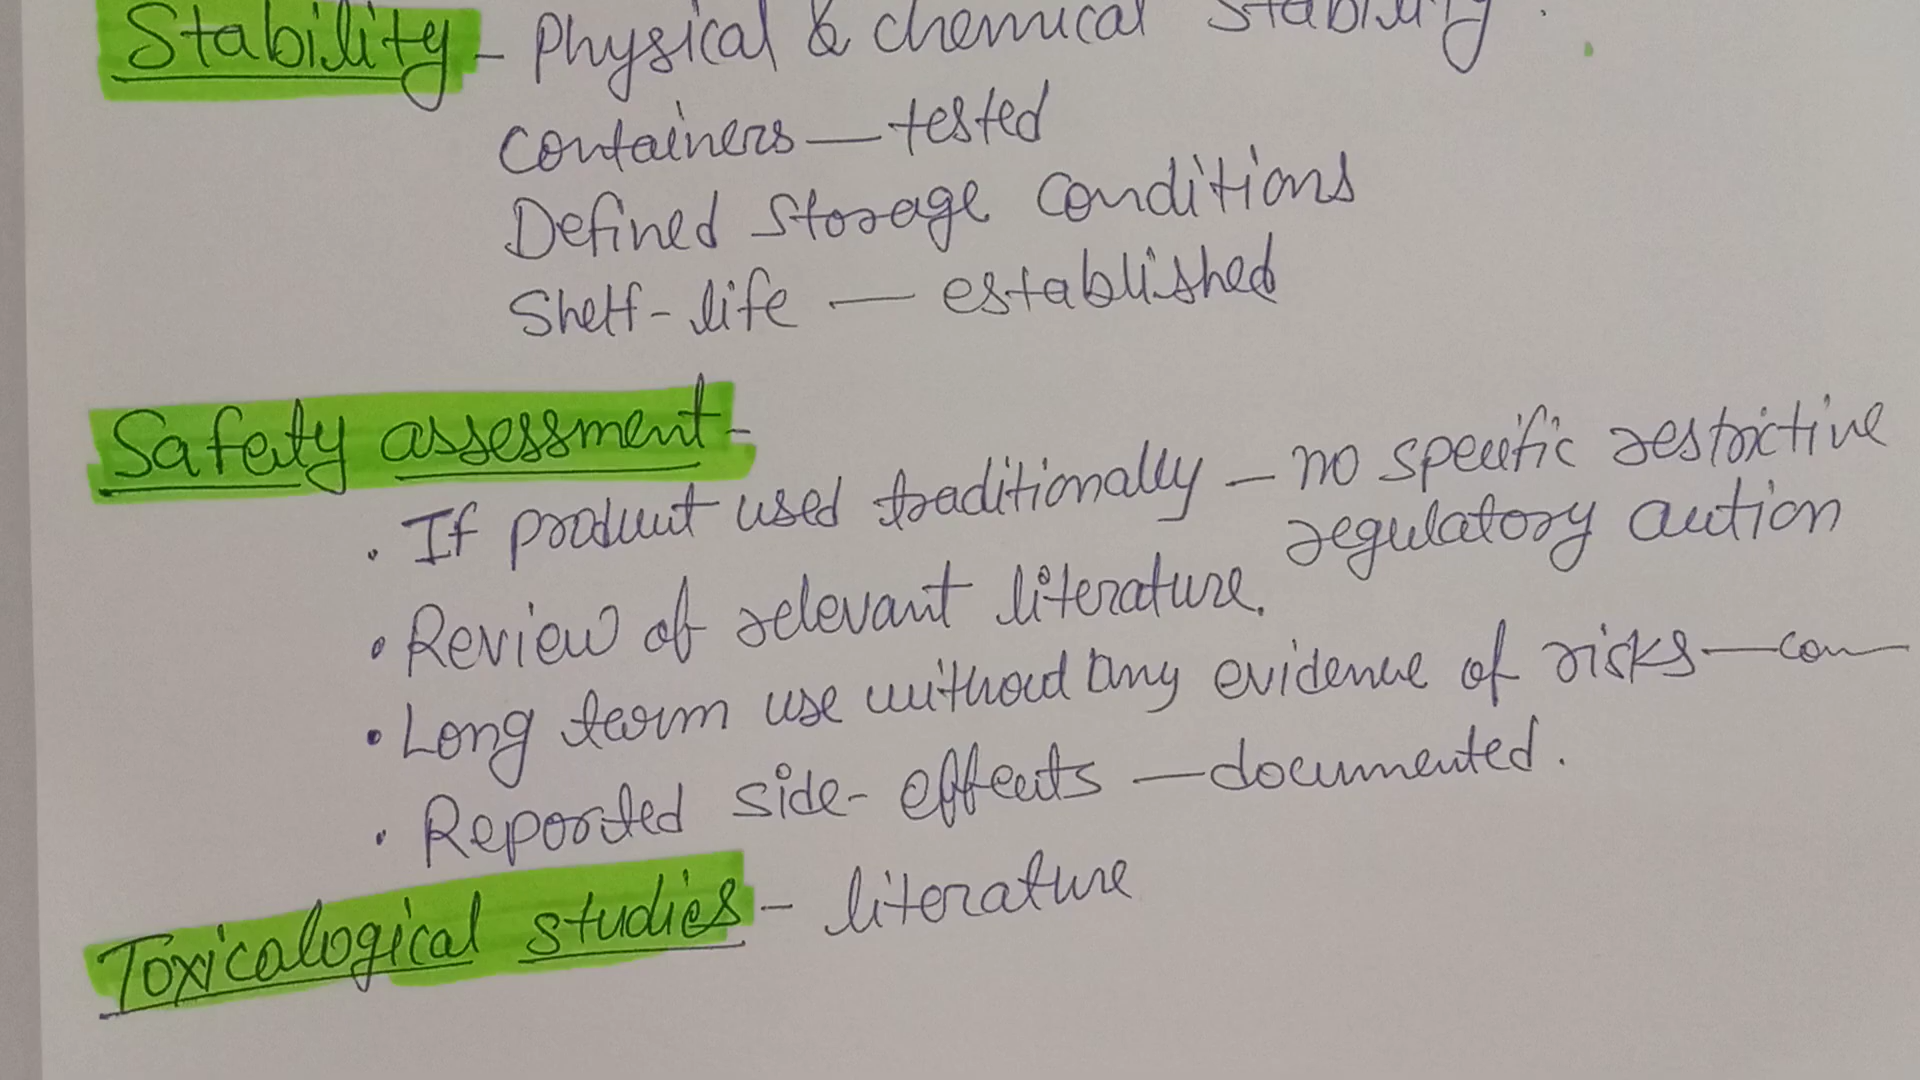 Stability - Physical & chemical stability.
Containers — tested
Defined storage conditions
Shelf-life — established
Safety assessment -
. If product used traditionally — no specific restrictive
regulatory action
. Review of relevant literature.
. Long term use without any evidence of risks — con
. Reported side-effects — documented.
Toxicalogical studies - literature